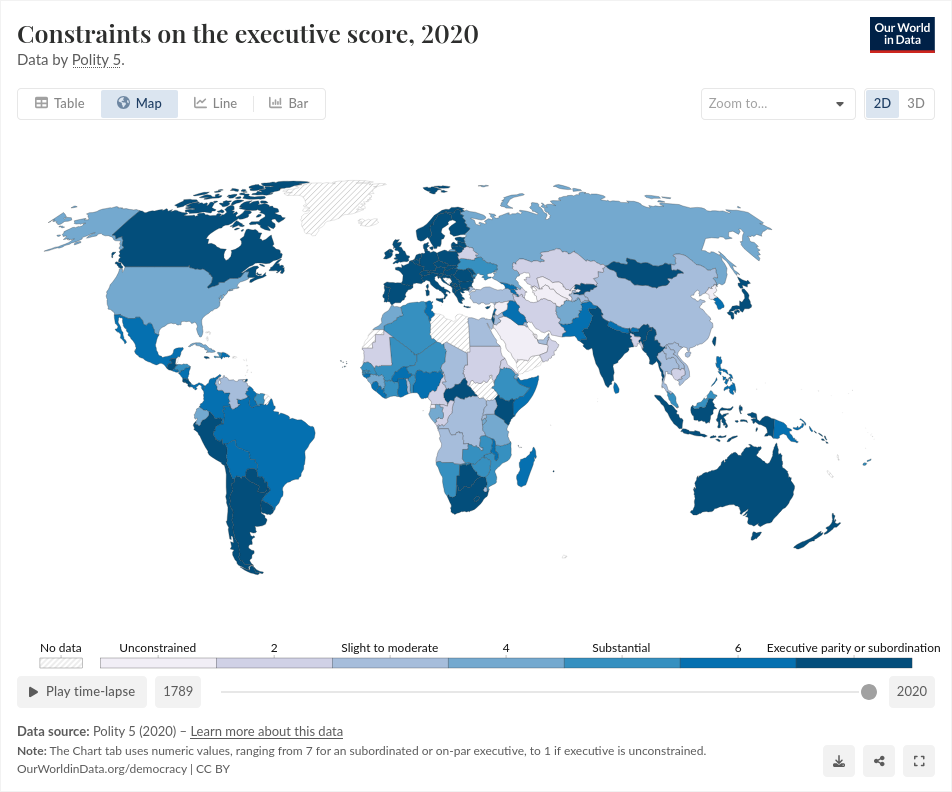 Constraints on the executive score, 2020
Our World
in Data
Data by Polity 5.
Table
Map
Line
Bar
Zoom to...
2D
3D
No data
Unconstrained
2
Slight to moderate
4
Substantial
6
Executive parity or subordination
Play time-lapse
1789
2020
Data source: Polity 5 (2020) – Learn more about this data
Note: The Chart tab uses numeric values, ranging from 7 for an subordinated or on-par executive, to 1 if executive is unconstrained.
OurWorldinData.org/democracy | CC BY